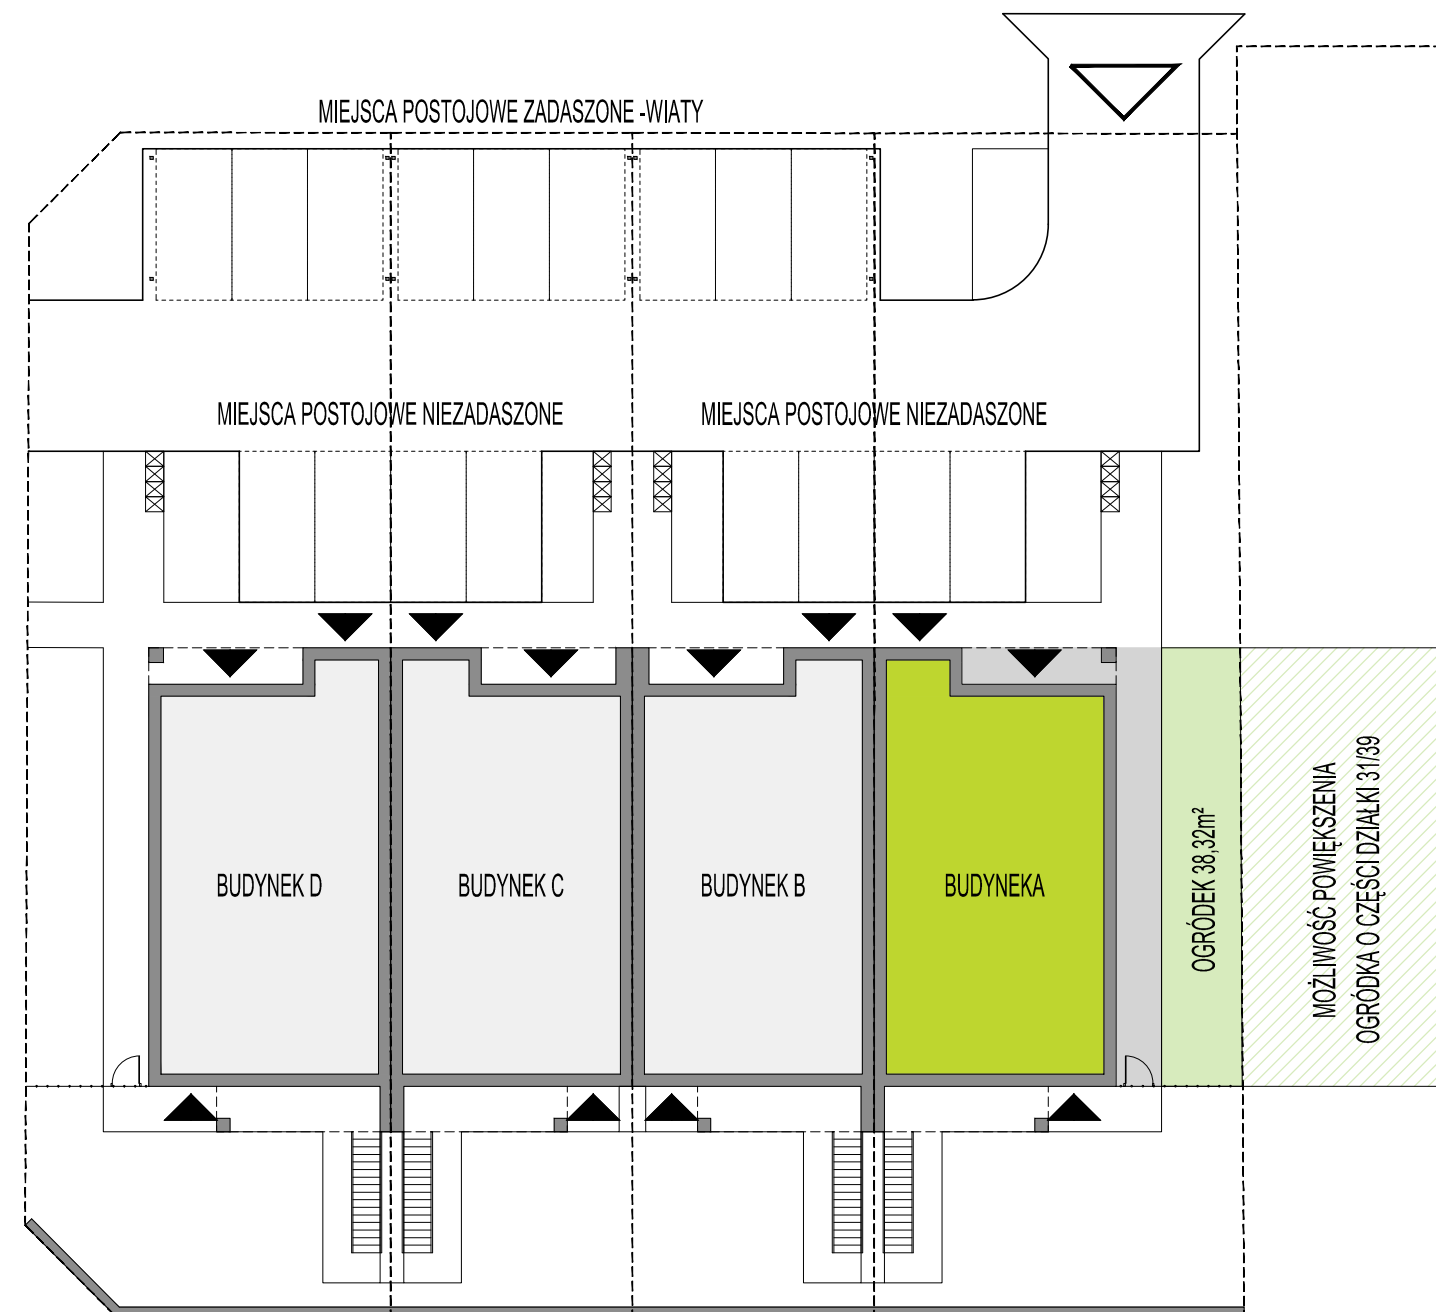 MIEJSCA POSTOJOWE ZADASZONE -WIATY
MIEJSCA POSTOJOWE NIEZADASZONE
MIEJSCA POSTOJOWE NIEZADASZONE
BUDYNEK D
BUDYNEK C
BUDYNEK B
BUDYNEKA
OGRÓDEK 38,32m²
MOŻLIWOŚĆ POWIĘKSZENIA
OGRÓDKA O CZĘŚCI DZIAŁKI 31/39